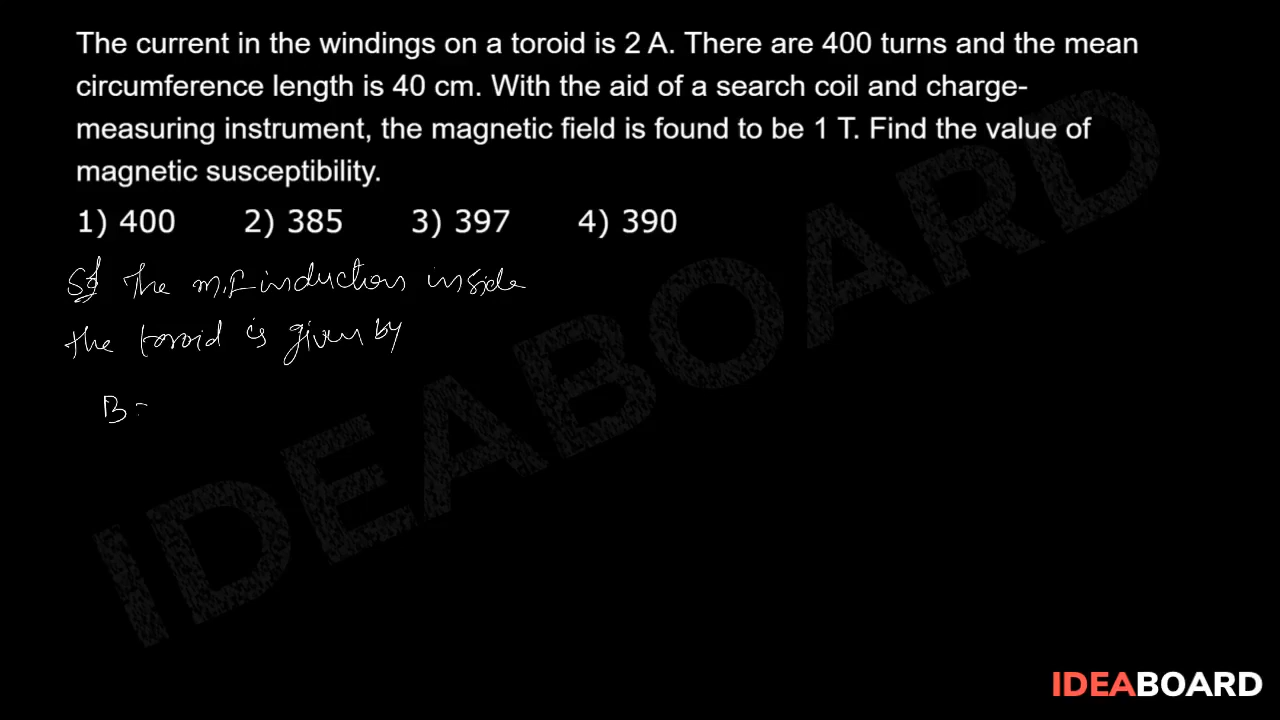 The current in the windings on a toroid is 2 A. There are 400 turns and the mean
circumference length is 40 cm. With the aid of a search coil and charge-
measuring instrument, the magnetic field is found to be 1 T. Find the value of
magnetic susceptibility.
1) 400 2) 385 3) 397 4) 390
Sol The m.f induction inside
the toroid is given by
B =
IDEABOARD
IDEABOARD